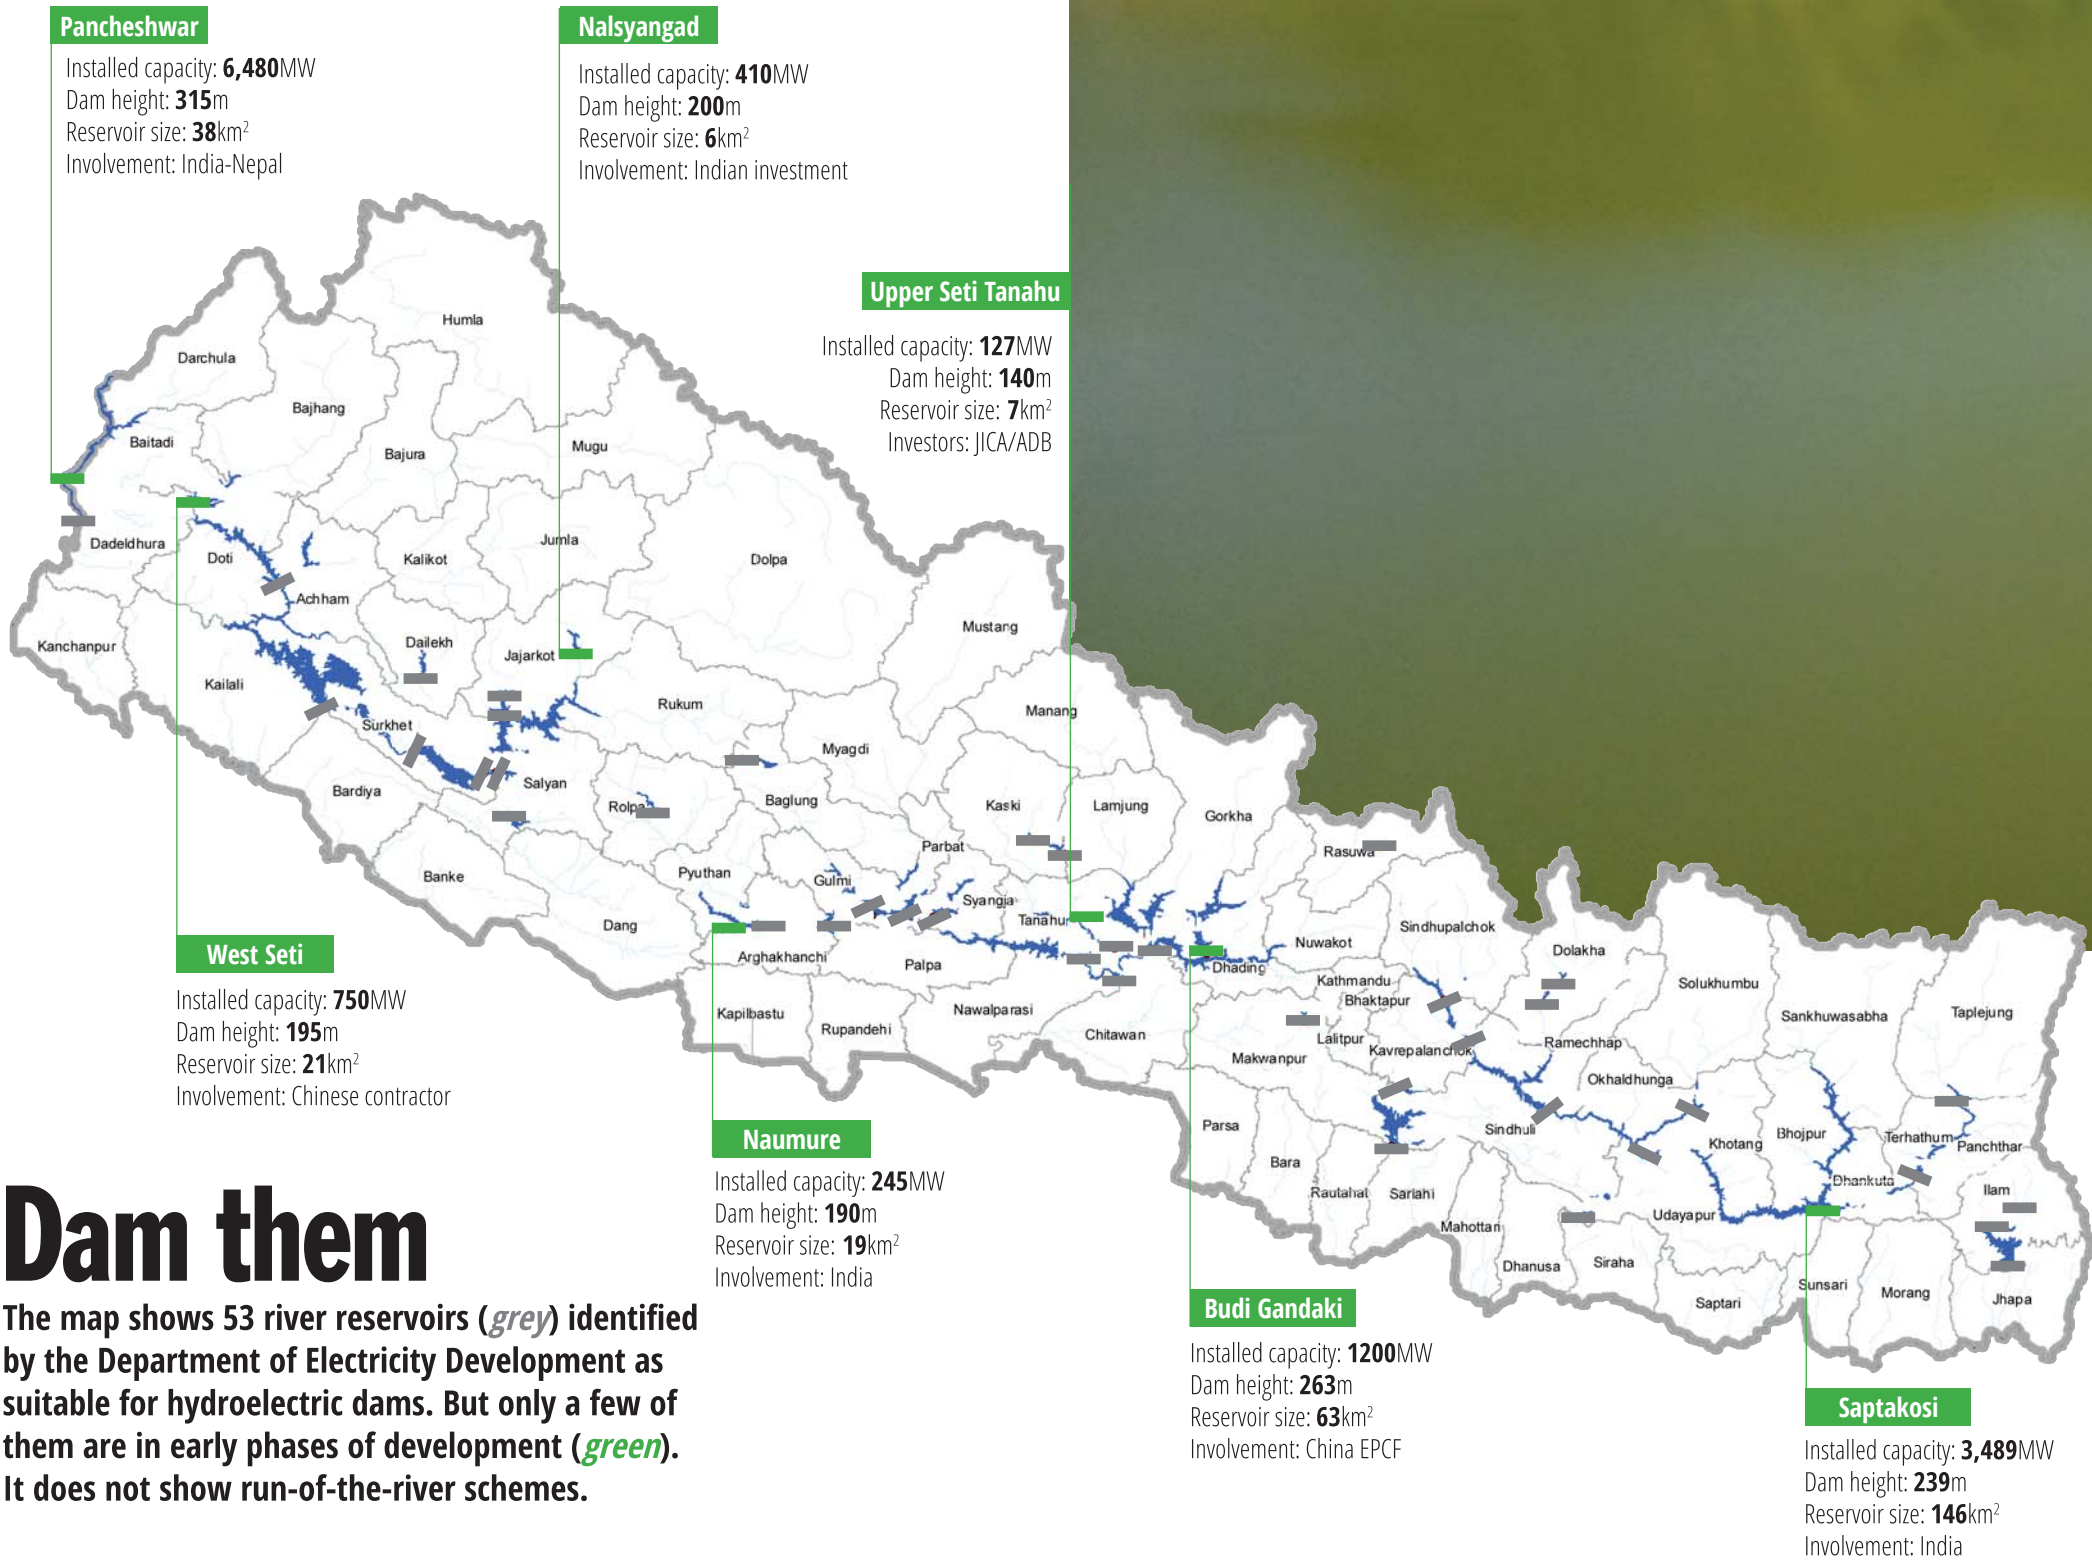 Pancheshwar
Installed capacity: 6,480MW
Dam height: 315m
Reservoir size: 38km²
Involvement: India-Nepal
Nalsyangad
Installed capacity: 410MW
Dam height: 200m
Reservoir size: 6km²
Involvement: Indian investment
Upper Seti Tanahu
Installed capacity: 127MW
Dam height: 140m
Reservoir size: 7km²
Investors: JICA/ADB
Humla
Darchula
Bajhang
Baitadi
Bajura
Mugu
Dadeldhura
Doti
Kalikot
Jumla
Dolpa
Achham
Kanchanpur
Dailekh
Jajarkot
Mustang
Kailali
Rukum
Manang
Surkhet
Myagdi
Salyan
Bardiya
Rolpa
Baglung
Kaski
Lamjung
Gorkha
Parbat
Rasuwa
Banke
Pyuthan
Gulmi
Syangja
Tanahu
Dang
Sindhupalchok
Nuwakot
Dolakha
Arghakhanchi
Palpa
Dhading
Kathmandu
Solukhumbu
Bhaktapur
Kapilbastu
Rupandehi
Nawalparasi
Chitawan
Lalitpur
Kavrepalanchok
Ramechhap
Sankhuwasabha
Taplejung
Makwanpur
Okhaldhunga
Parsa
Sindhuli
Khotang
Bhojpur
Terhathum
Panchthar
Bara
Dhankuta
Ilam
Rautahat
Sarlahi
Mahottari
Udayapur
Dhanusa
Siraha
Saptari
Sunsari
Morang
Jhapa
West Seti
Installed capacity: 750MW
Dam height: 195m
Reservoir size: 21km²
Involvement: Chinese contractor
Naumure
Installed capacity: 245MW
Dam height: 190m
Reservoir size: 19km²
Involvement: India
Budi Gandaki
Installed capacity: 1200MW
Dam height: 263m
Reservoir size: 63km²
Involvement: China EPCF
Saptakosi
Installed capacity: 3,489MW
Dam height: 239m
Reservoir size: 146km²
Involvement: India
Dam them
The map shows 53 river reservoirs (grey) identified
by the Department of Electricity Development as
suitable for hydroelectric dams. But only a few of
them are in early phases of development (green).
It does not show run-of-the-river schemes.